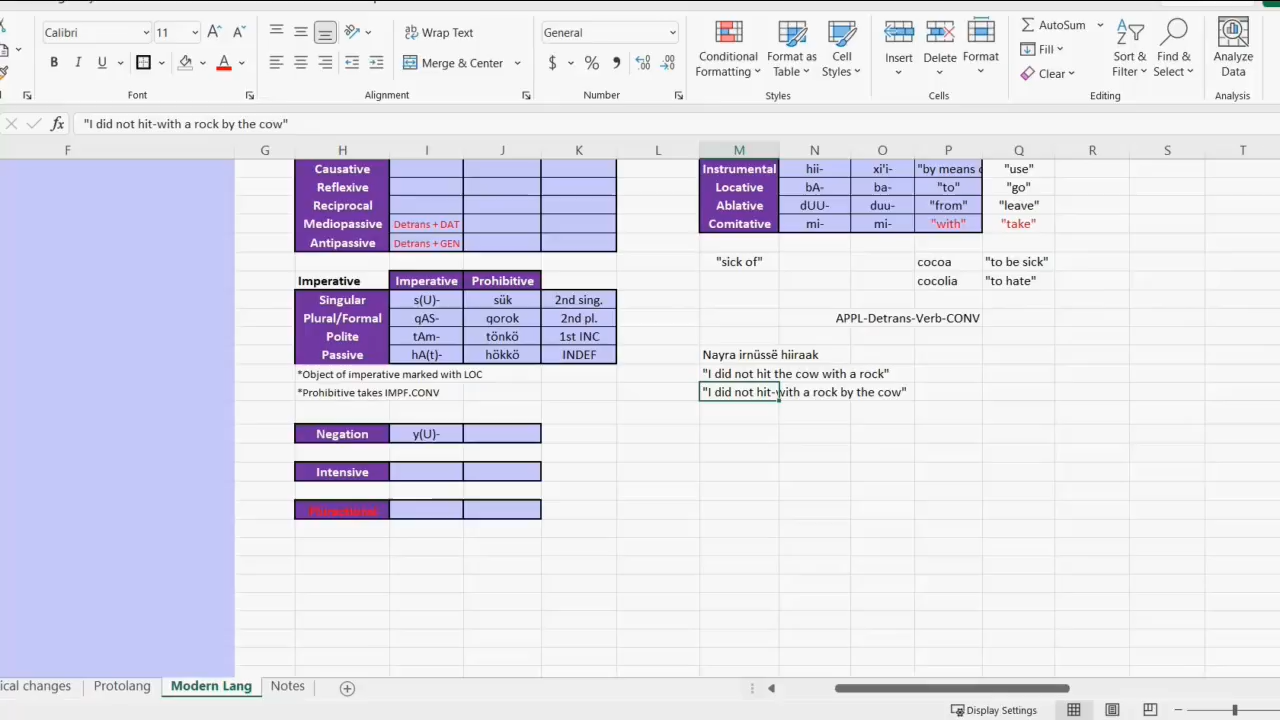 Calibri 11 Wrap Text General AutoSum
Fill
B I U Merge & Center $ % Conditional Formatting Format as Table Cell Styles Insert Delete Format Clear Sort & Filter Find & Select Analyze Data
Font Alignment Number Styles Cells Editing Analysis
fx "I did not hit-with a rock by the cow"
F G H I J K L M N O P Q R S T
Causative Instrumental hii- xi'i- "by means "use"
Reflexive Locative bA- ba- "to" "go"
Reciprocal Ablative dUU- duu- "from" "leave"
Mediopassive Detrans + DAT Comitative mi- mi- "with" "take"
Antipassive Detrans + GEN
"sick of" cocoa "to be sick"
Imperative Imperative Prohibitive cocolia "to hate"
Singular s(U)- sük 2nd sing.
Plural/Formal qAS- qorok 2nd pl. APPL-Detrans-Verb-CONV
Polite tAm- tönkö 1st INC
Passive hA(t)- hökkö INDEF Nayra irnüssë hiiraak
*Object of imperative marked with LOC "I did not hit the cow with a rock"
*Prohibitive takes IMPF.CONV "I did not hit-with a rock by the cow"
Negation y(U)-
Intensive
ical changes Protolang Modern Lang Notes
Display Settings